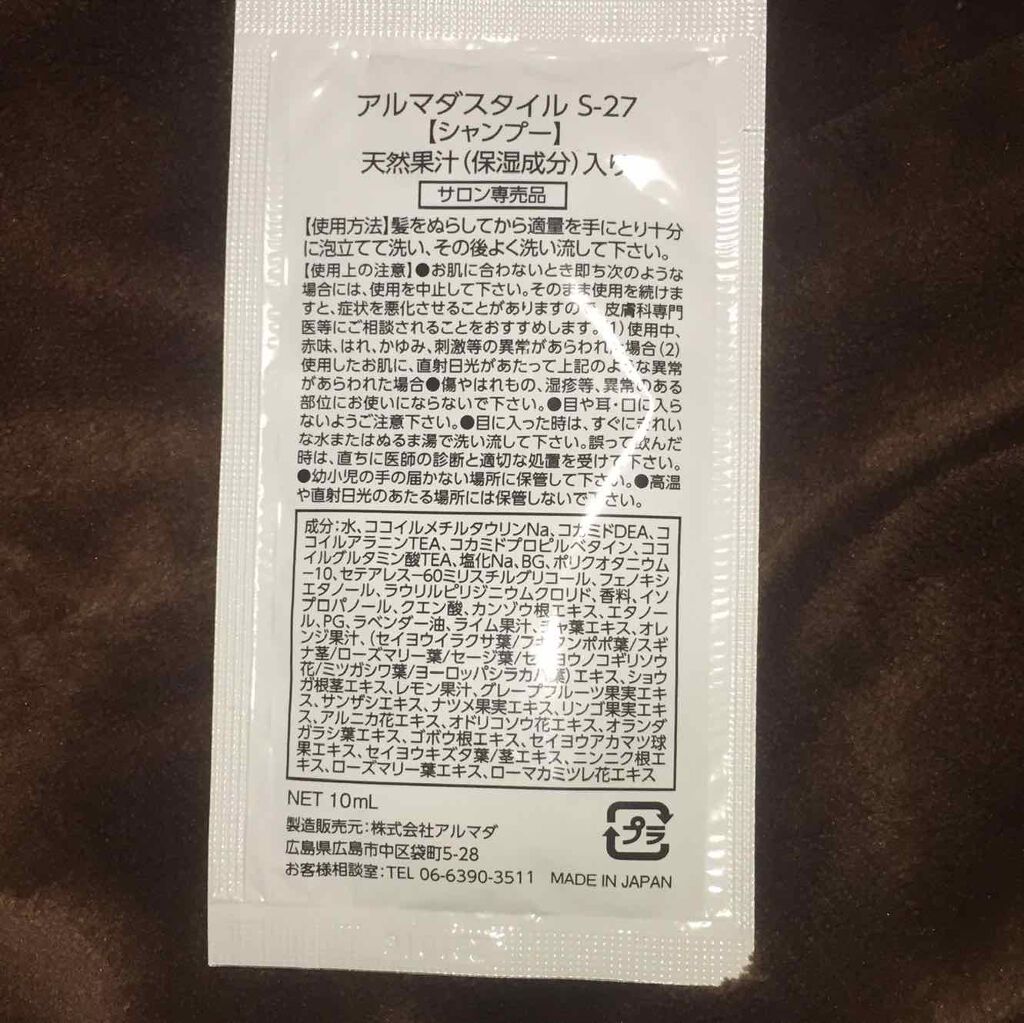 アルマダスタイル S-27
【シャンプー】
天然果汁(保湿成分)入り
サロン専売品
【使用方法】髪をぬらしてから適量を手にとり十分
に泡立てて洗い、その後よく洗い流して下さい。
【使用上の注意】●お肌に合わないとき即ち次のような
場合には、使用を中止して下さい。そのまま使用を続けま
すと、症状を悪化させることがありますので、皮膚科専門
医等にご相談されることをおすすめします。(1)使用中、
赤味、はれ、かゆみ、刺激等の異常があらわれた場合(2)
使用したお肌に、直射日光があたって上記のような異常
があらわれた場合●傷やはれもの、湿疹等、異常のある
部位にお使いにならないで下さい。●目や耳・口に入ら
ないようご注意下さい。●目に入った時は、すぐにきれい
な水またはぬるま湯で洗い流して下さい。誤って飲んだ
時は、直ちに医師の診断と適切な処置を受けて下さい。
●幼小児の手の届かない場所に保管して下さい。●高温
や直射日光のあたる場所には保管しないで下さい。
成分:水、ココイルメチルタウリンNa、コカミドDEA、コ
コイルアラニンTEA、コカミドプロピルベタイン、ココ
イルグルタミン酸TEA、塩化Na、BG、ポリクオタニウム
-10、セテアレス-60ミリスチルグリコール、フェノキシ
エタノール、ラウリルピリジニウムクロリド、香料、イソ
プロパノール、クエン酸、カンゾウ根エキス、エタノー
ル、PG、ラベンダー油、ライム果汁、チャ葉エキス、オレ
ンジ果汁、(セイヨウイラクサ葉/フキタンポポ葉/スギ
ナ茎/ローズマリー葉/セージ葉/セイヨウノコギリソウ
花/ミツガシワ葉/ヨーロッパシラカバ葉)エキス、ショウ
ガ根茎エキス、レモン果汁、グレープフルーツ果実エキ
ス、サンザシエキス、ナツメ果実エキス、リンゴ果実エキ
ス、アルニカ花エキス、オドリコソウ花エキス、オランダ
ガラシ葉エキス、ゴボウ根エキス、セイヨウアカマツ球
果エキス、セイヨウキズタ葉/茎エキス、ニンニク根エ
キス、ローズマリー葉エキス、ローマカミツレ花エキス
NET 10mL
製造販売元:株式会社アルマダ
広島県広島市中区袋町5-28
お客様相談室:TEL 06-6390-3511 MADE IN JAPAN
プラ